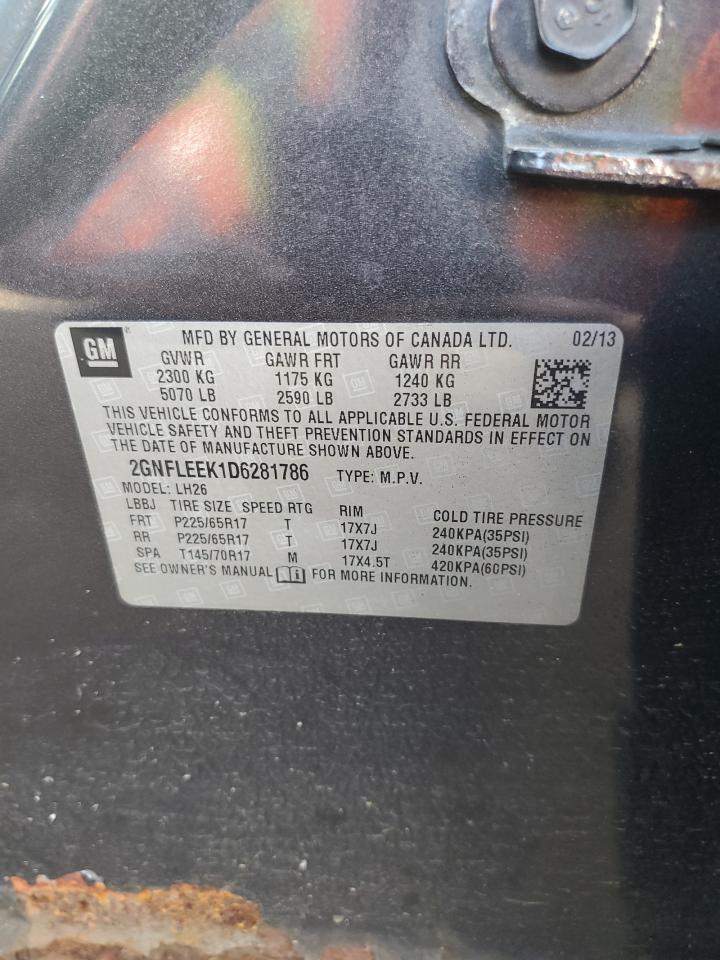 GM MFD BY GENERAL MOTORS OF CANADA LTD. 02/13
GVWR GAWR FRT GAWR RR
2300 KG 1175 KG 1240 KG
5070 LB 2590 LB 2733 LB
THIS VEHICLE CONFORMS TO ALL APPLICABLE U.S. FEDERAL MOTOR
VEHICLE SAFETY AND THEFT PREVENTION STANDARDS IN EFFECT ON
THE DATE OF MANUFACTURE SHOWN ABOVE.
2GNFLEEK1D6281786 TYPE: M.P.V.
MODEL: LH26
LBBJ TIRE SIZE SPEED RTG RIM COLD TIRE PRESSURE
FRT P225/65R17 T 17X7J 240KPA(35PSI)
RR P225/65R17 T 17X7J 240KPA(35PSI)
SPA T145/70R17 M 17X4.5T 420KPA(60PSI)
SEE OWNER'S MANUAL FOR MORE INFORMATION.